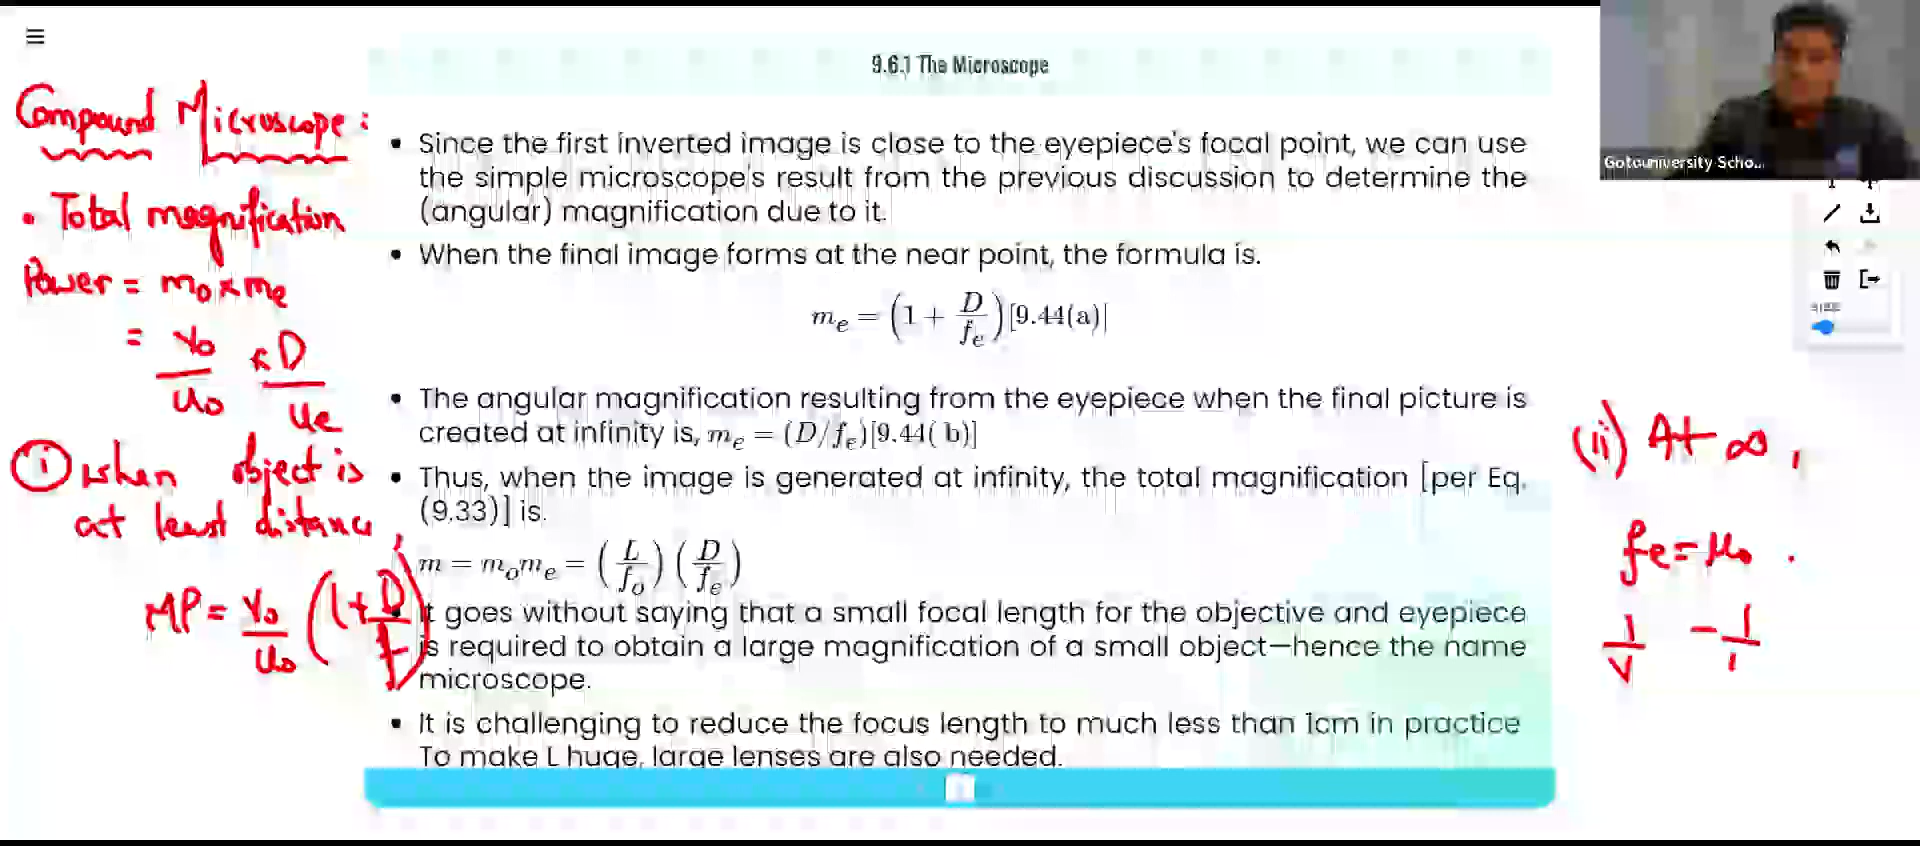 9.6.1 The Microscope
Gotouniversity Scho...
Compound Microscope:
• Total magnification
Power = mo x me
= vo/uo x D/ue
(i) when object is
at least distance,
MP = vo/uo (1+D/f)
• Since the first inverted image is close to the eyepiece's focal point, we can use
the simple microscope's result from the previous discussion to determine the
(angular) magnification due to it.
• When the final image forms at the near point, the formula is.
m_e = (1 + D/f_e)[9.44(a)]
• The angular magnification resulting from the eyepiece when the final picture is
created at infinity is, m_e = (D/f_e)[9.44( b)]
• Thus, when the image is generated at infinity, the total magnification [per Eq.
(9.33)] is.
m = m_o m_e = (L/f_o) (D/f_e)
• It goes without saying that a small focal length for the objective and eyepiece
is required to obtain a large magnification of a small object—hence the name
microscope.
• It is challenging to reduce the focus length to much less than 1cm in practice
To make L huge, large lenses are also needed.
SIZE
(ii) At ∞,
fe = uo.
1/v - 1/